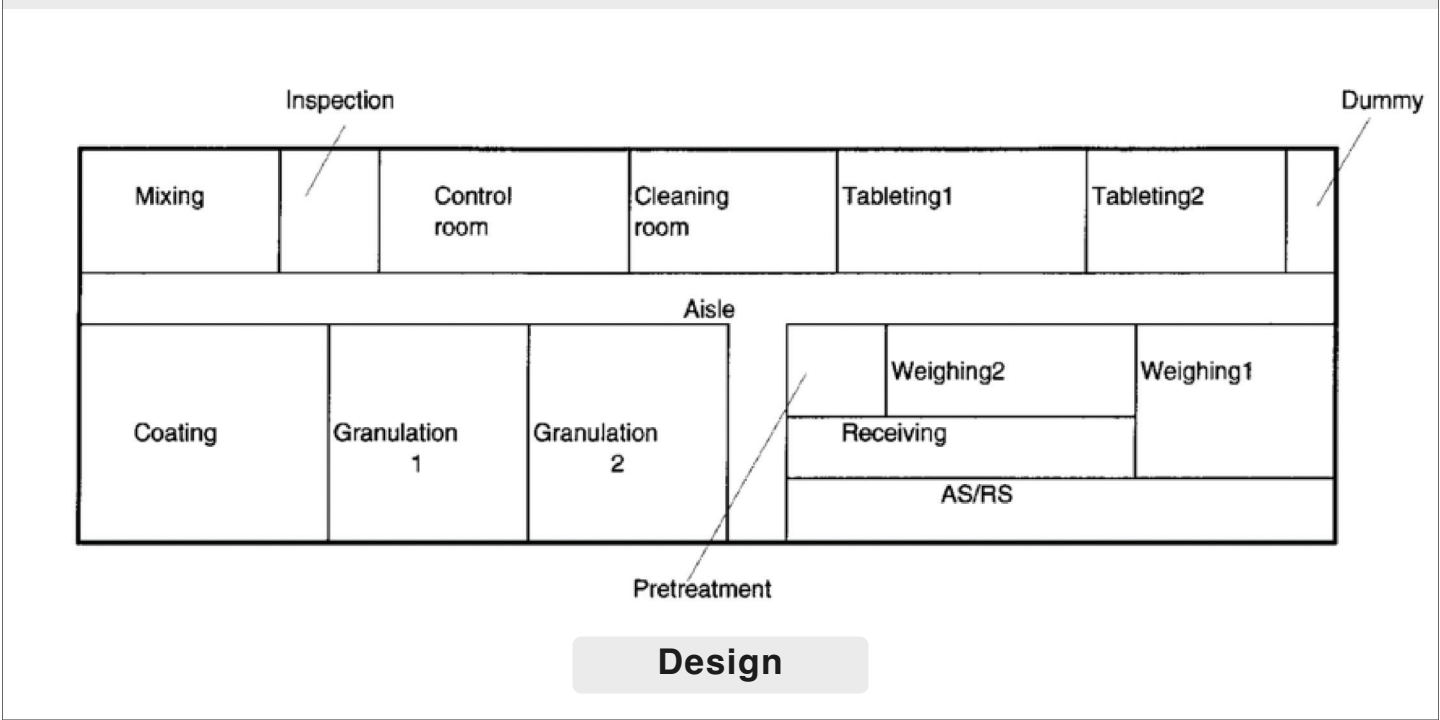 Inspection
Dummy
Mixing
Control
room
Cleaning
room
Tableting1
Tableting2
Aisle
Coating
Granulation
1
Granulation
2
Weighing2
Weighing1
Receiving
AS/RS
Pretreatment
Design